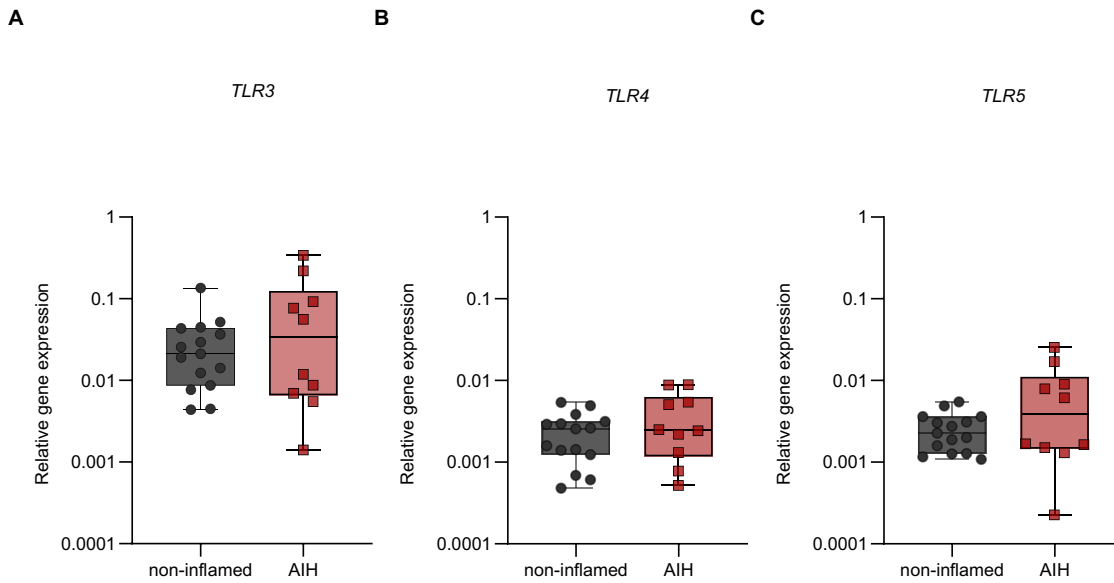 A
B
C
TLR3
TLR4
TLR5
Relative gene expression
1
0.1
0.01
0.001
0.0001
non-inflamed
AIH
Relative gene expression
1
0.1
0.01
0.001
0.0001
non-inflamed
AIH
Relative gene expression
1
0.1
0.01
0.001
0.0001
non-inflamed
AIH